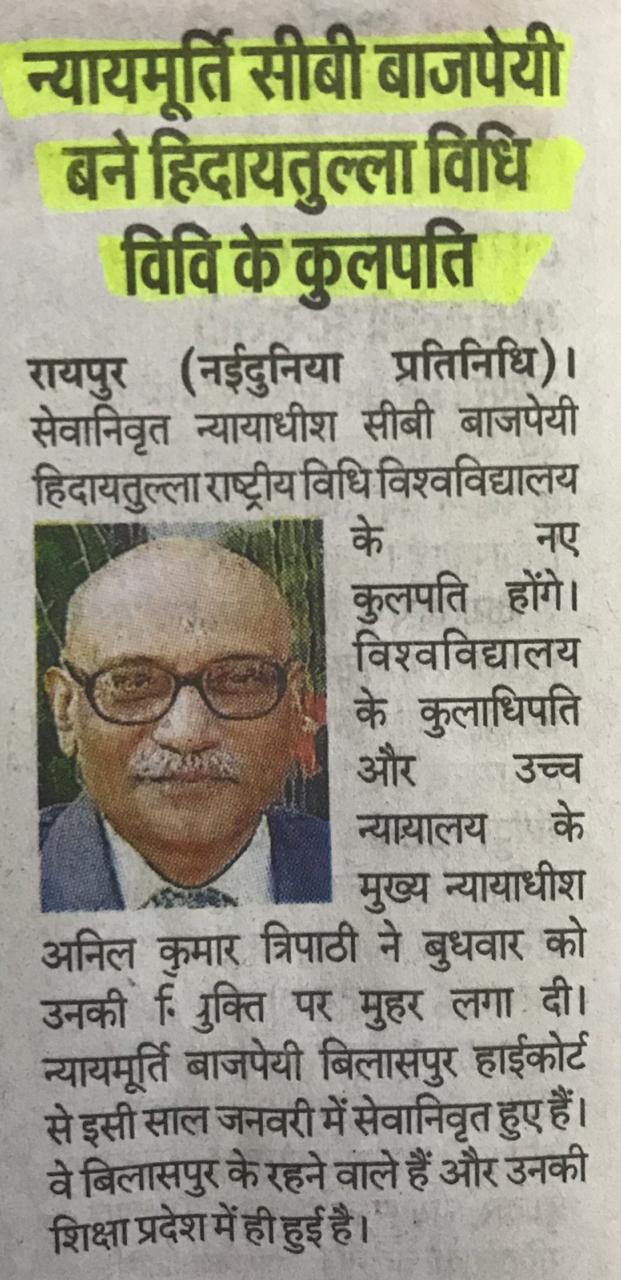 न्यायमूर्ति सीबी बाजपेयी
बने हिदायतुल्ला विधि
विवि के कुलपति
रायपुर (नईदुनिया प्रतिनिधि)।
सेवानिवृत न्यायाधीश सीबी बाजपेयी
हिदायतुल्ला राष्ट्रीय विधि विश्वविद्यालय
के नए
कुलपति होंगे।
विश्वविद्यालय
के कुलाधिपति
और उच्च
न्यायालय के
मुख्य न्यायाधीश
अनिल कुमार त्रिपाठी ने बुधवार को
उनकी पर मुहर लगा दी।
न्यायमूर्ति बाजपेयी बिलासपुर हाईकोर्ट
से इसी साल जनवरी में सेवानिवृत हुए हैं।
वे बिलासपुर के रहने वाले हैं और उनकी
शिक्षा प्रदेश में ही हुई है।